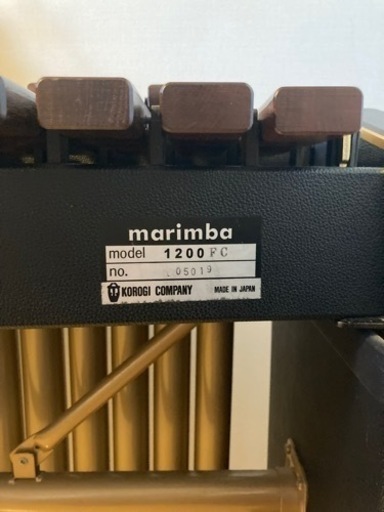 marimba
model 1200 FC
no. 05019
KOROGI COMPANY MADE IN JAPAN